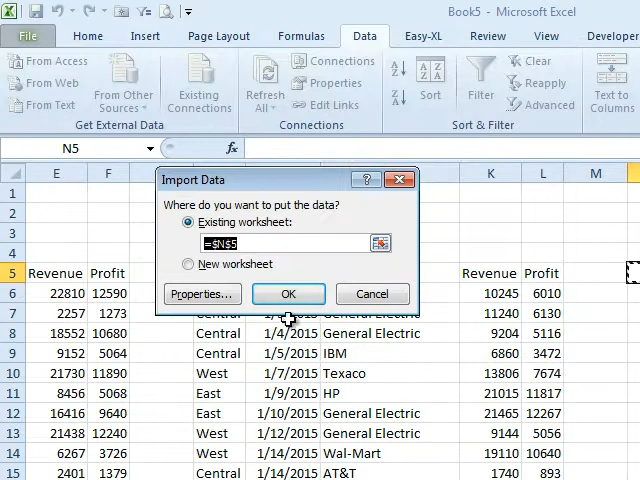 Book5 - Microsoft Excel
File Home Insert Page Layout Formulas Data Easy-XL Review View Developer
From Access
From Web
From Text
From Other Sources
Existing Connections
Get External Data
Refresh All
Connections
Properties
Edit Links
Connections
Sort
Filter
Clear
Reapply
Advanced
Sort & Filter
Text to Columns
N5 fx
E F K L M
1
2
3
4
5 Revenue Profit Revenue Profit
6 22810 12590 10245 6010
7 2257 1273 Central General Electric 11240 6130
8 18552 10680 Central 1/4/2015 General Electric 9204 5116
9 9152 5064 Central 1/5/2015 IBM 6860 3472
10 21730 11890 West 1/7/2015 Texaco 13806 7674
11 8456 5068 East 1/9/2015 HP 21015 11817
12 16416 9640 East 1/10/2015 General Electric 21465 12267
13 21438 12240 West 1/12/2015 General Electric 9144 5056
14 6267 3726 West 1/14/2015 Wal-Mart 19110 10640
15 2401 1379 Central 1/14/2015 AT&T 1740 893
Import Data
Where do you want to put the data?
Existing worksheet:
=$N$5
New worksheet
Properties... OK Cancel